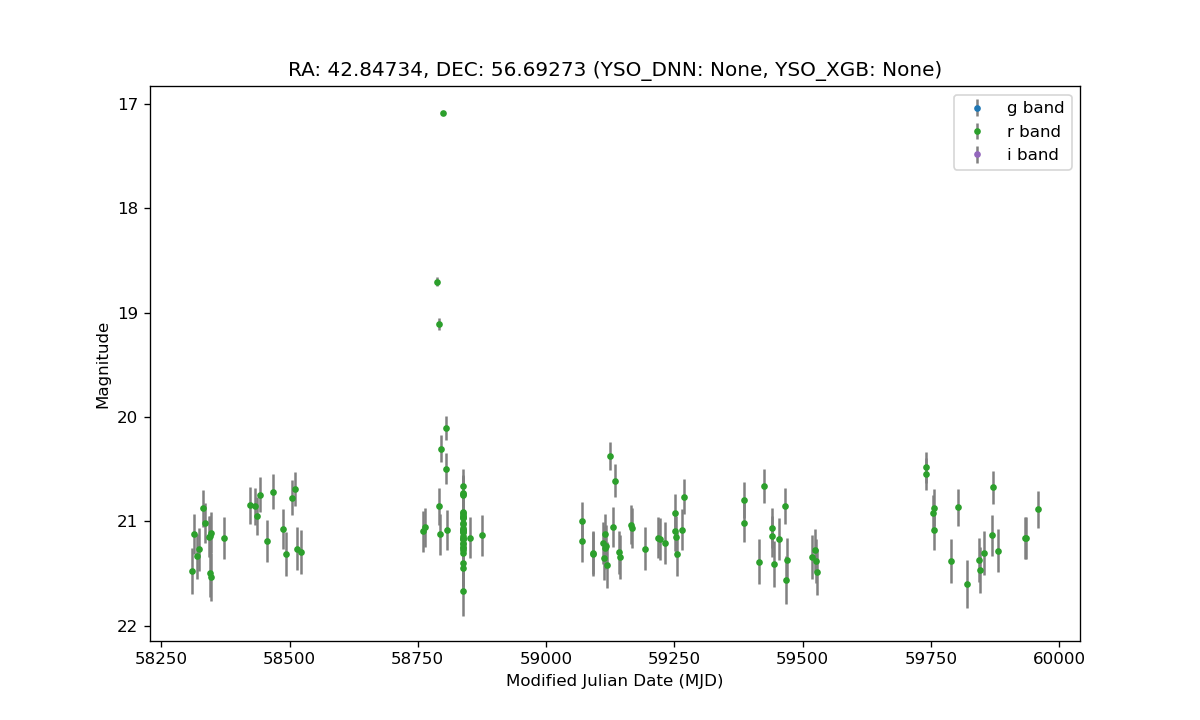 RA: 42.84734, DEC: 56.69273 (YSO_DNN: None, YSO_XGB: None)
g band
r band
i band
17
18
19
20
21
22
Magnitude
58250 58500 58750 59000 59250 59500 59750 60000
Modified Julian Date (MJD)